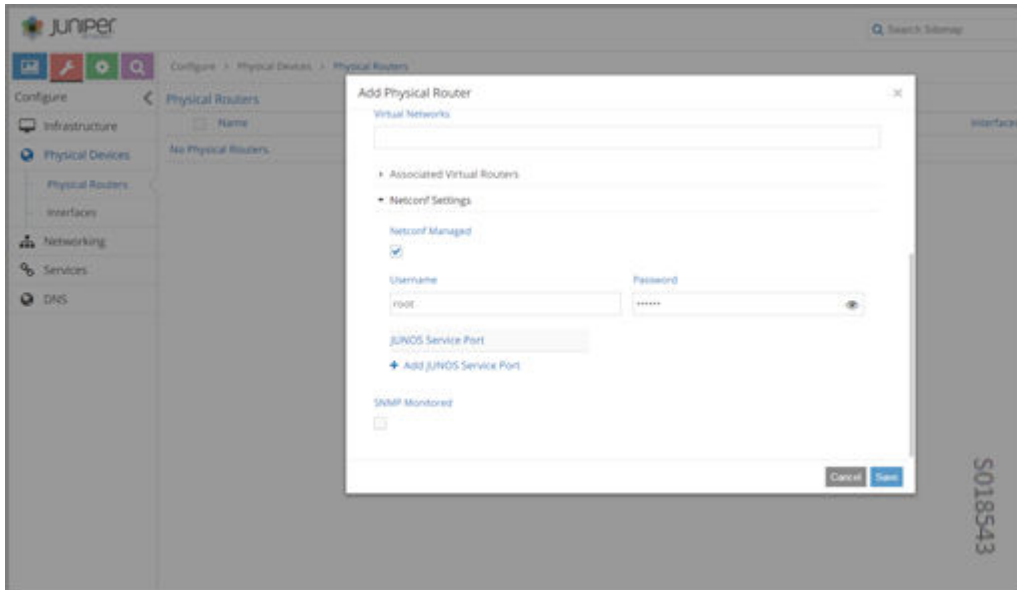 JUNIPER
NETWORKS
Search Sitemap
Configure > Physical Devices > Physical Routers
Configure
Infrastructure
Physical Devices
Physical Routers
Interfaces
Networking
Services
DNS
Physical Routers
Name
Interfaces
No Physical Routers.
Add Physical Router
Virtual Networks
Associated Virtual Routers
Netconf Settings
Netconf Managed
Username
Password
root
••••••
JUNOS Service Port
+ Add JUNOS Service Port
SNMP Monitored
Cancel
Save
S018543